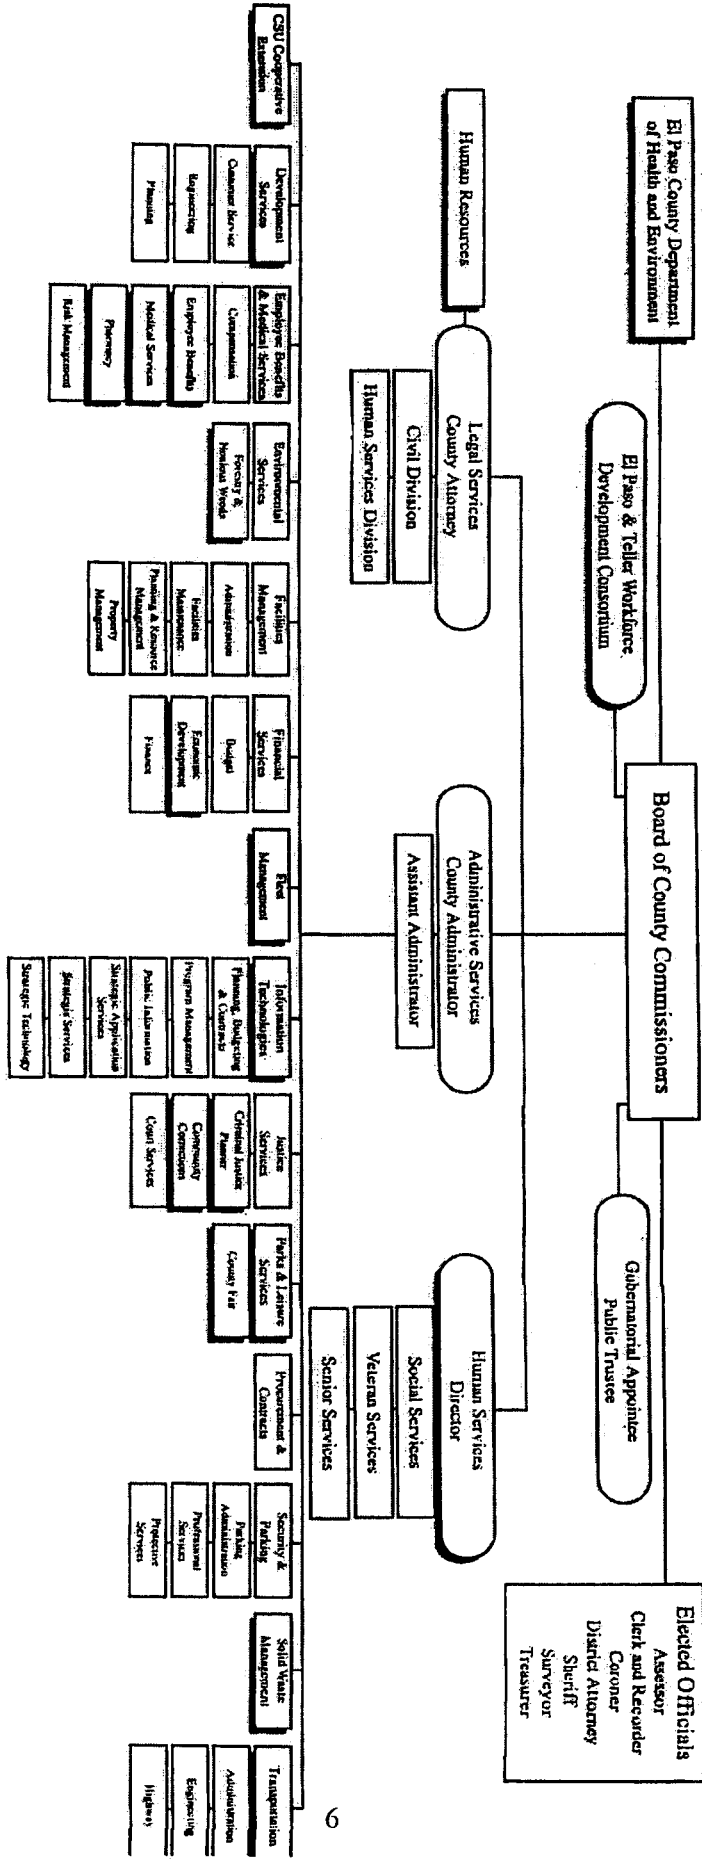 Board of County Commissioners
El Paso County Department
of Health and Environment
El Paso & Teller Workforce
Development Consortium
Gubernatorial Appointee
Public Trustee
Elected Officials
Assessor
Clerk and Recorder
Coroner
District Attorney
Sheriff
Surveyor
Treasurer
Human Resources
Legal Services
County Attorney
Civil Division
Human Services Division
Administrative Services
County Administrator
Assistant Administrator
Human Services
Director
Social Services
Veteran Services
Senior Services
CSU Cooperative
Extension
Development
Services
Customer Service
Engineering
Planning
Employee Benefits
& Medical Services
Compensation
Employee Benefits
Medical Services
Pharmacy
Risk Management
Environmental
Services
Forestry &
Noxious Weeds
Facilities
Management
Administration
Facilities
Maintenance
Planning & Resource
Management
Property
Management
Financial
Services
Budget
Economic
Development
Finance
Fleet
Management
Information
Technologies
Planning, Budgeting
& Contracts
Program Management
Public Information
Strategic Application
Services
Strategic Services
Strategic Technology
Justice
Services
Criminal Justice
Planner
Community
Corrections
Court Services
Parks & Leisure
Services
County Fair
Procurement &
Contracts
Security &
Parking
Parking
Administration
Professional
Services
Protective
Services
Solid Waste
Management
Transportation
Administration
Engineering
Highway
6